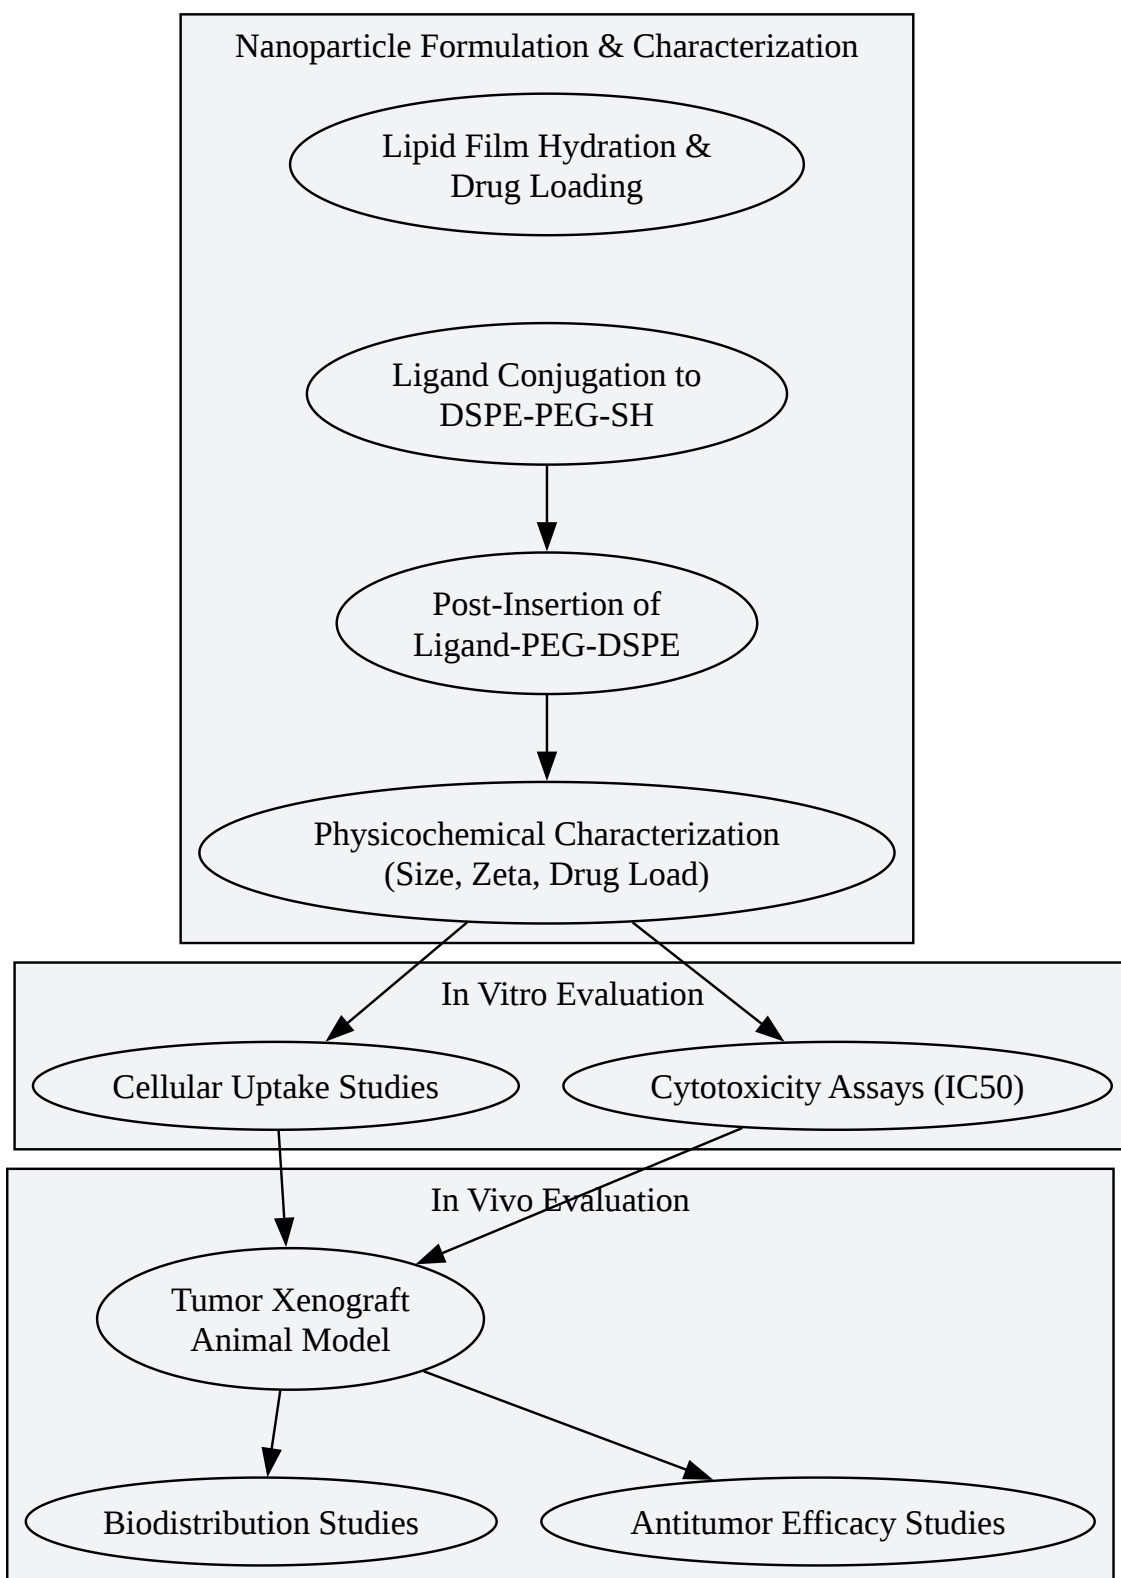 Nanoparticle Formulation & Characterization
Lipid Film Hydration &
Drug Loading
Ligand Conjugation to
DSPE-PEG-SH
Post-Insertion of
Ligand-PEG-DSPE
Physicochemical Characterization
(Size, Zeta, Drug Load)
In Vitro Evaluation
Cellular Uptake Studies
Cytotoxicity Assays (IC50)
In Vivo Evaluation
Tumor Xenograft
Animal Model
Biodistribution Studies
Antitumor Efficacy Studies